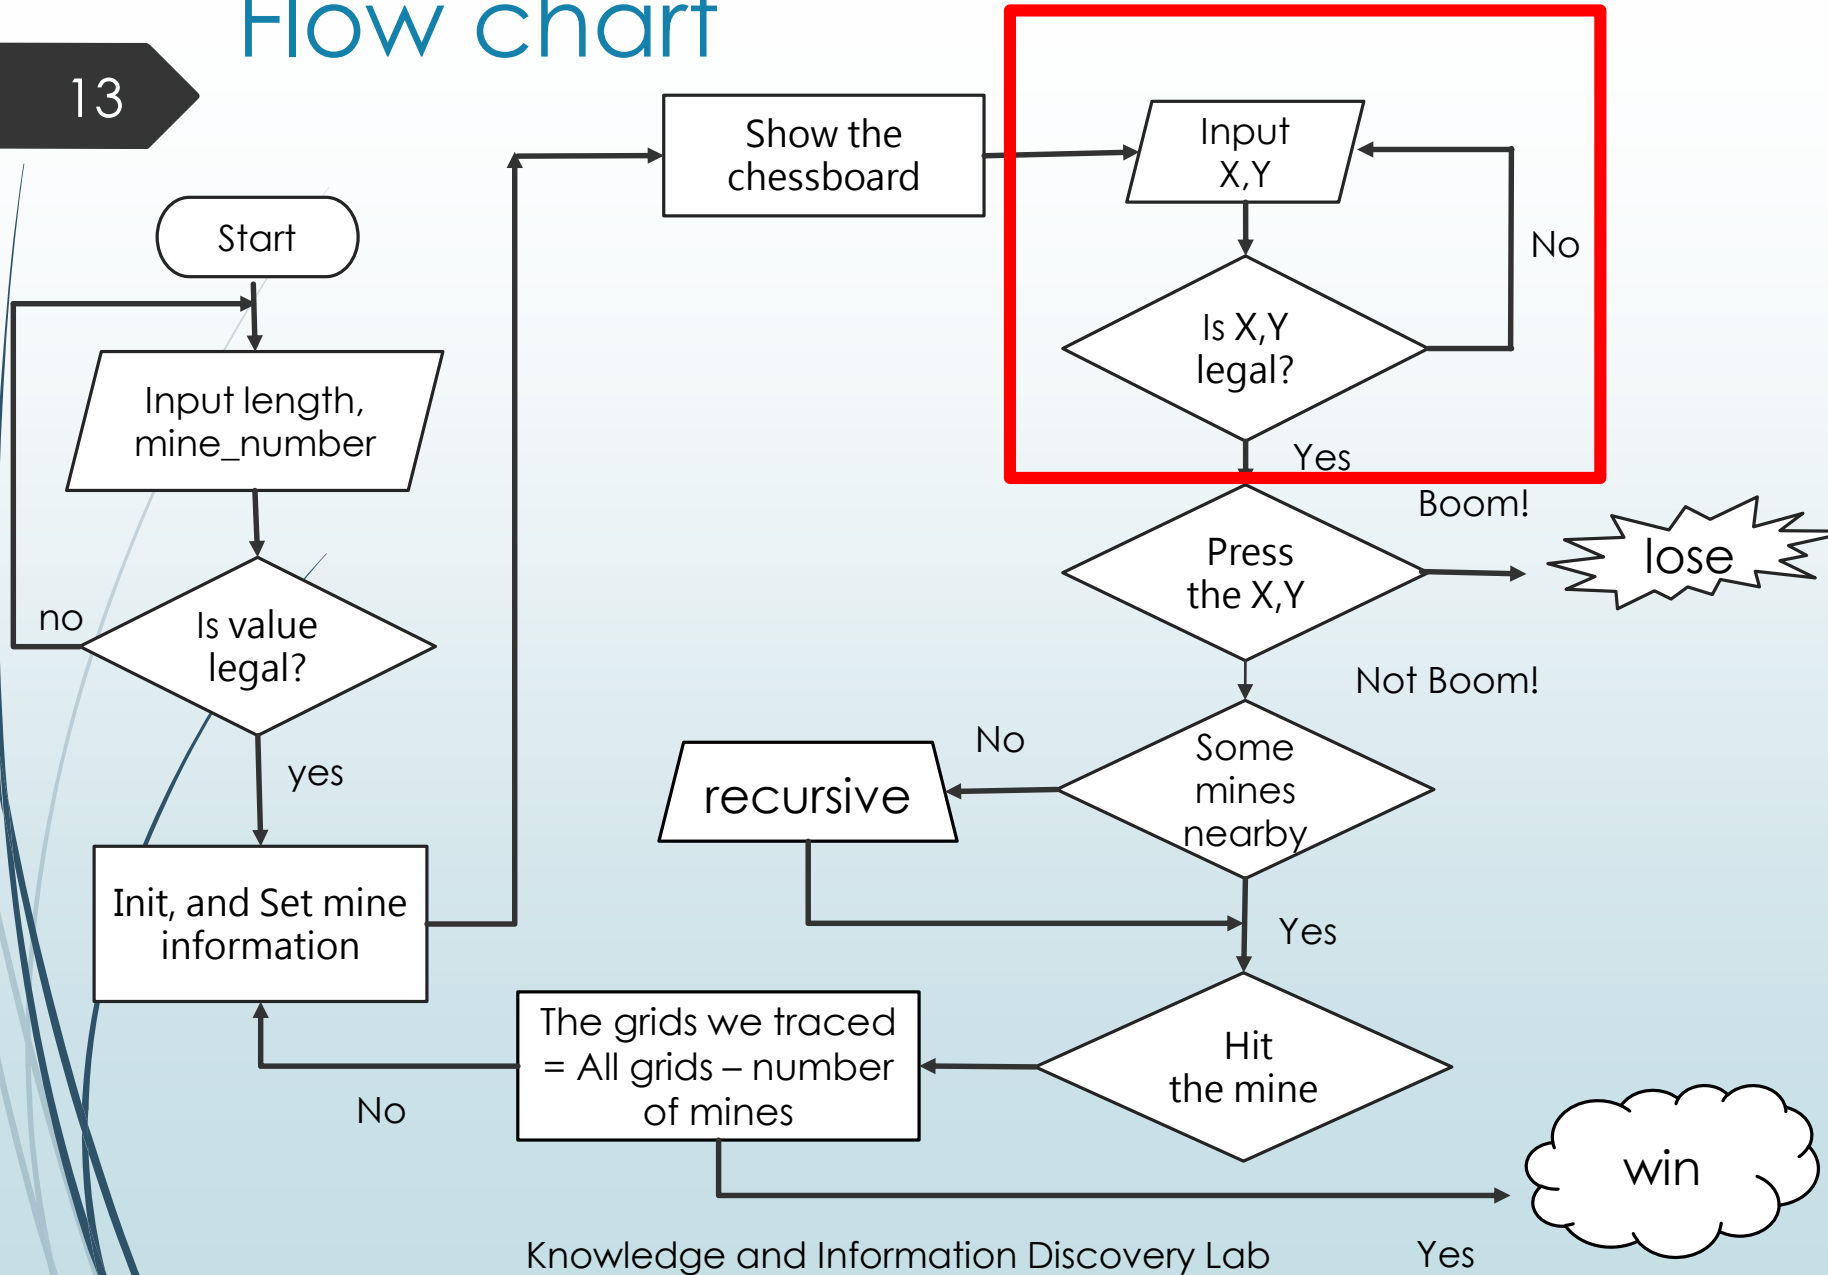 Flow chart
13
Start
Input length,
mine_number
Is value
legal?
no
yes
Init, and Set mine
information
Show the
chessboard
Input
X,Y
No
Is X,Y
legal?
Yes
Boom!
Press
the X,Y
lose
Not Boom!
Some
mines
nearby
No
recursive
Yes
Hit
the mine
The grids we traced
= All grids – number
of mines
No
win
Yes
Knowledge and Information Discovery Lab